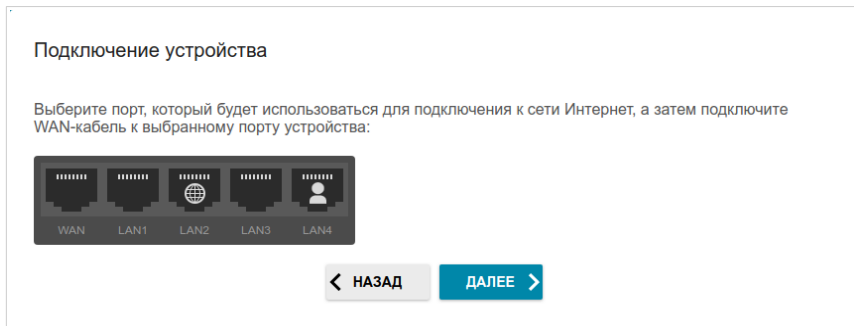 Подключение устройства
Выберите порт, который будет использоваться для подключения к сети Интернет, а затем подключите
WAN-кабель к выбранному порту устройства:
WAN LAN1 LAN2 LAN3 LAN4
НАЗАД ДАЛЕЕ